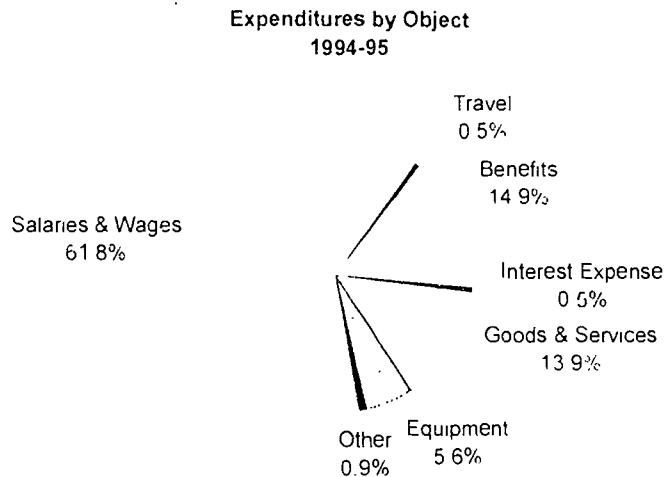 Expenditures by Object
1994-95
Travel
0 5%
Benefits
14 9%
Salaries & Wages
61 8%
Interest Expense
0 5%
Goods & Services
13 9%
Equipment
5 6%
Other
0.9%